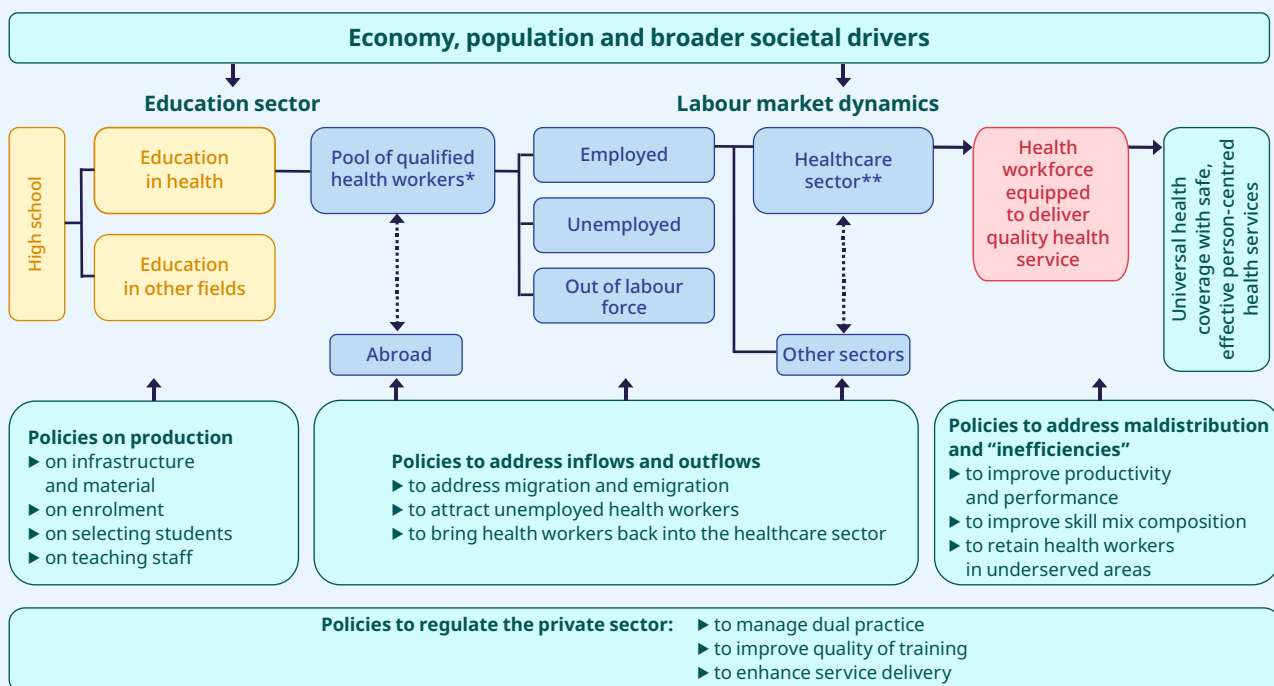 Economy, population and broader societal drivers
Education sector
Labour market dynamics
High school
Education
in health
Education
in other fields
Pool of qualified
health workers*
Abroad
Employed
Unemployed
Out of labour
force
Healthcare
sector**
Other sectors
Health
workforce
equipped
to deliver
quality health
service
Universal health
coverage with safe,
effective person-centred
health services
Policies on production
▶ on infrastructure
and material
▶ on enrolment
▶ on selecting students
▶ on teaching staff
Policies to address inflows and outflows
▶ to address migration and emigration
▶ to attract unemployed health workers
▶ to bring health workers back into the healthcare sector
Policies to address maldistribution
and “inefficiencies”
▶ to improve productivity
and performance
▶ to improve skill mix composition
▶ to retain health workers
in underserved areas
Policies to regulate the private sector:
▶ to manage dual practice
▶ to improve quality of training
▶ to enhance service delivery